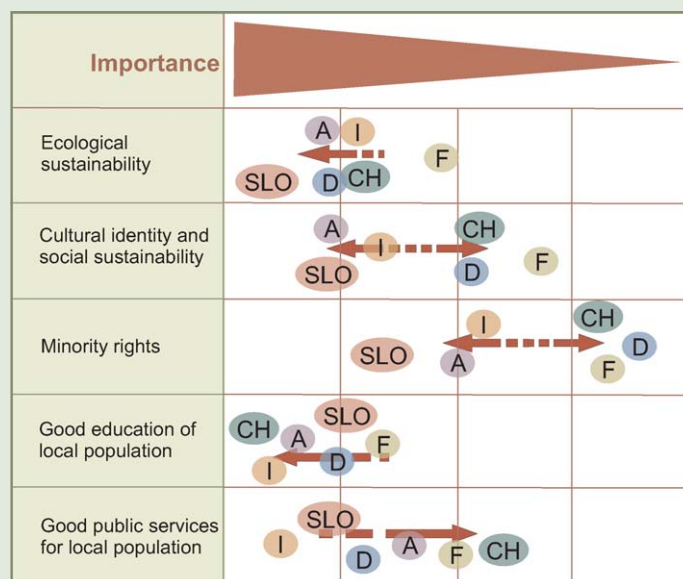 Importance
Ecological
sustainability
A I
F
SLO D CH
Cultural identity and
social sustainability
A CH
I
F
SLO D
Minority rights
I CH
D
SLO A F
Good education of
local population
CH A SLO F
I D
Good public services
for local population
SLO
I D A F CH